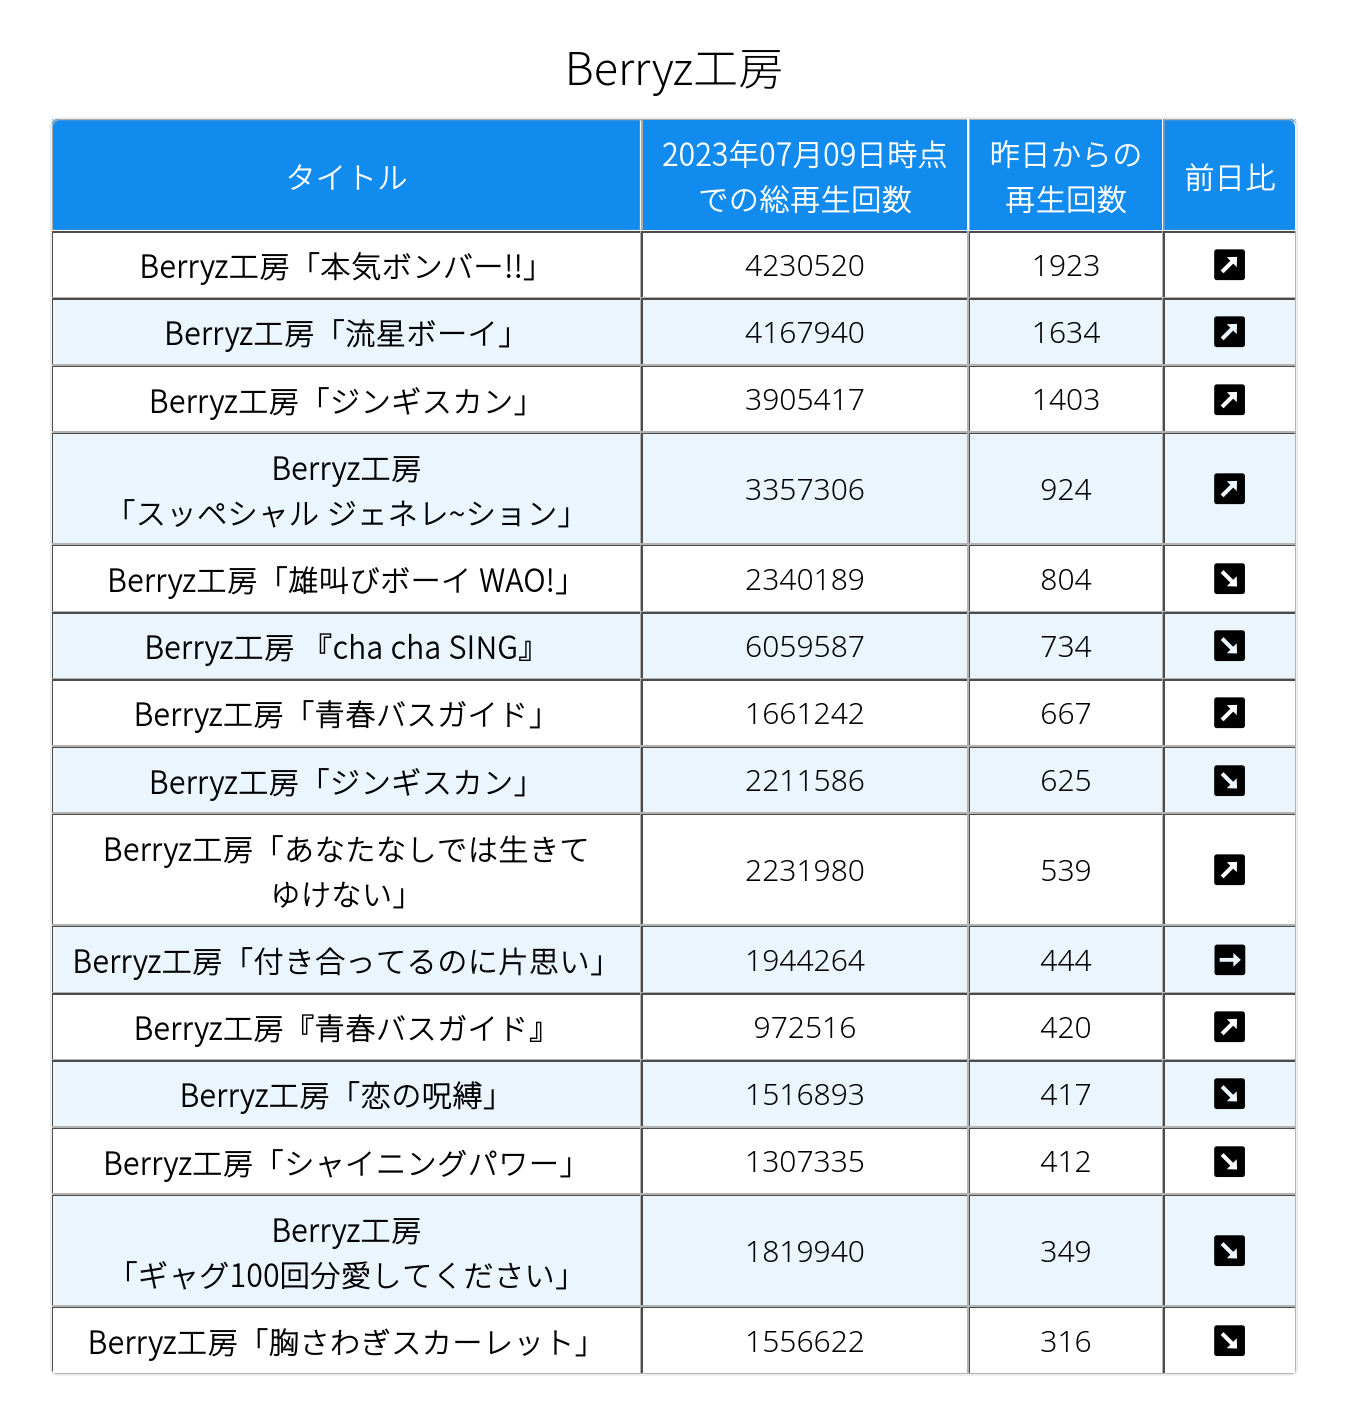 Berryz工房
タイトル
2023年07月09日時点
での総再生回数
昨日からの
再生回数
前日比
Berryz工房「本気ボンバー!!」 4230520 1923 ↗
Berryz工房「流星ボーイ」 4167940 1634 ↗
Berryz工房「ジンギスカン」 3905417 1403 ↗
Berryz工房
「スッペシャル ジェネレ~ション」 3357306 924 ↗
Berryz工房「雄叫びボーイ WAO!」 2340189 804 ↘
Berryz工房 『cha cha SING』 6059587 734 ↘
Berryz工房「青春バスガイド」 1661242 667 ↗
Berryz工房「ジンギスカン」 2211586 625 ↘
Berryz工房「あなたなしでは生きて
ゆけない」 2231980 539 ↗
Berryz工房「付き合ってるのに片思い」 1944264 444 →
Berryz工房『青春バスガイド』 972516 420 ↗
Berryz工房「恋の呪縛」 1516893 417 ↘
Berryz工房「シャイニングパワー」 1307335 412 ↘
Berryz工房
「ギャグ100回分愛してください」 1819940 349 ↘
Berryz工房「胸さわぎスカーレット」 1556622 316 ↘